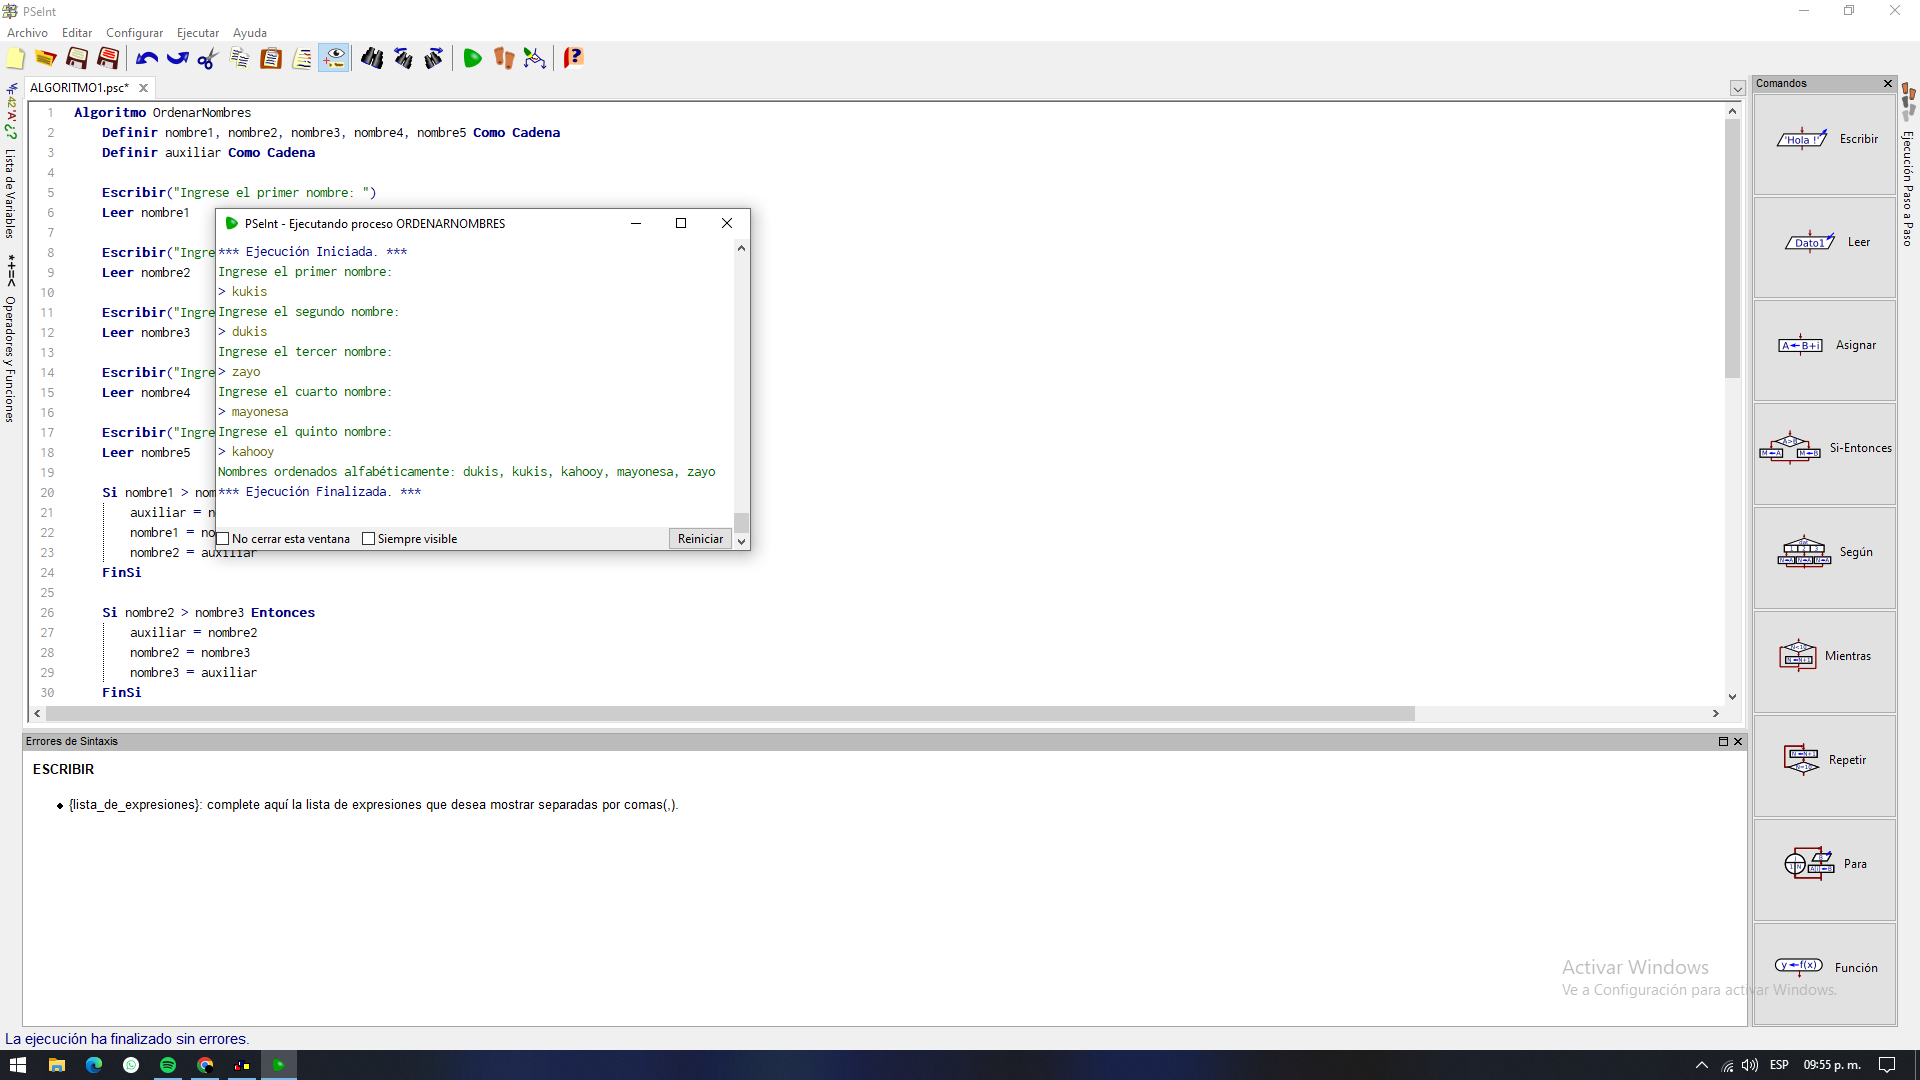 PSeInt
Archivo Editar Configurar Ejecutar Ayuda
ALGORITMO1.psc*
1 Algoritmo OrdenarNombres
2 Definir nombre1, nombre2, nombre3, nombre4, nombre5 Como Cadena
3 Definir auxiliar Como Cadena
4
5 Escribir("Ingrese el primer nombre: ")
6 Leer nombre1
7
8 Escribir("Ingre
9 Leer nombre2
10
11 Escribir("Ingre
12 Leer nombre3
13
14 Escribir("Ingre
15 Leer nombre4
16
17 Escribir("Ingre
18 Leer nombre5
19
20 Si nombre1 > nom
21 auxiliar = n
22 nombre1 = no
23 nombre2 = auxiliar
24 FinSi
25
26 Si nombre2 > nombre3 Entonces
27 auxiliar = nombre2
28 nombre2 = nombre3
29 nombre3 = auxiliar
30 FinSi
PSeInt - Ejecutando proceso ORDENARNOMBRES
*** Ejecución Iniciada. ***
Ingrese el primer nombre:
> kukis
Ingrese el segundo nombre:
> dukis
Ingrese el tercer nombre:
> zayo
Ingrese el cuarto nombre:
> mayonesa
Ingrese el quinto nombre:
> kahooy
Nombres ordenados alfabéticamente: dukis, kukis, kahooy, mayonesa, zayo
*** Ejecución Finalizada. ***
No cerrar esta ventana Siempre visible Reiniciar
Lista de Variables
*+=<
Operadores y Funciones
Comandos
'Hola !' Escribir
Dato1 Leer
A←B+i Asignar
Si-Entonces
Según
Mientras
Repetir
Para
y←f(x) Función
Ejecución Paso a Paso
Errores de Sintaxis
ESCRIBIR
{lista_de_expresiones}: complete aquí la lista de expresiones que desea mostrar separadas por comas(,).
Activar Windows
Ve a Configuración para activar Windows.
La ejecución ha finalizado sin errores.
ESP 09:55 p. m.